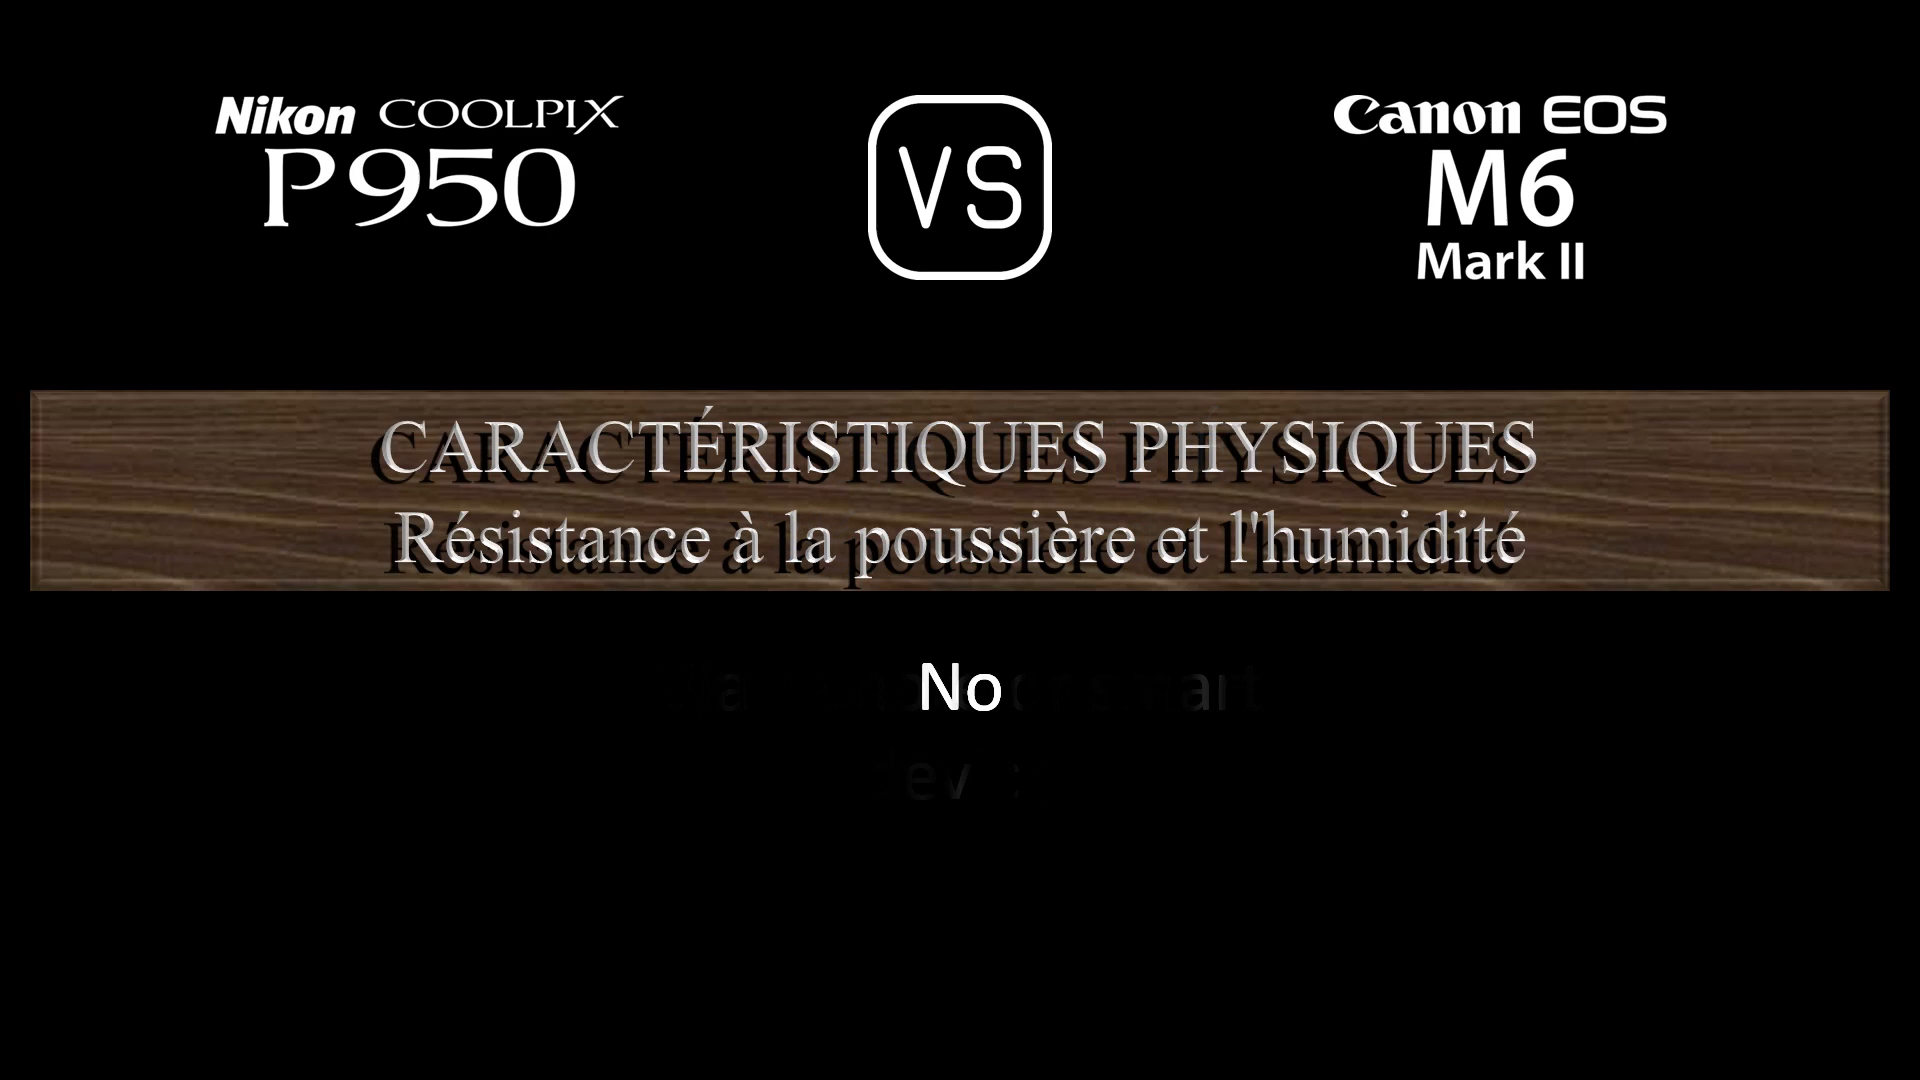 Nikon COOLPIX
P950
VS
Canon EOS
M6
Mark II
CARACTÉRISTIQUES PHYSIQUES
Résistance à la poussière et l'humidité
No